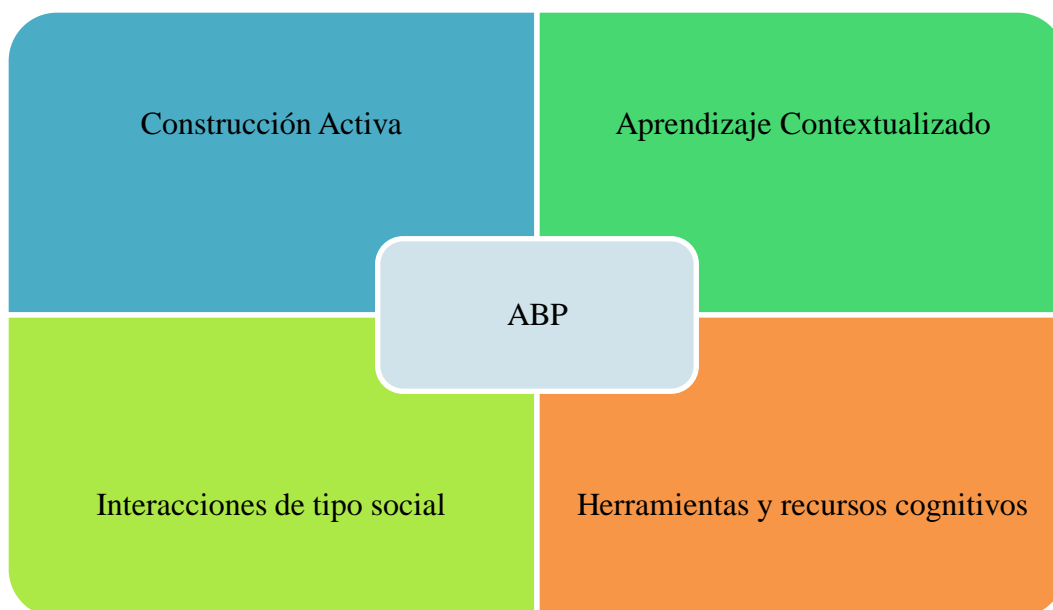 Construcción Activa
Aprendizaje Contextualizado
ABP
Interacciones de tipo social
Herramientas y recursos cognitivos